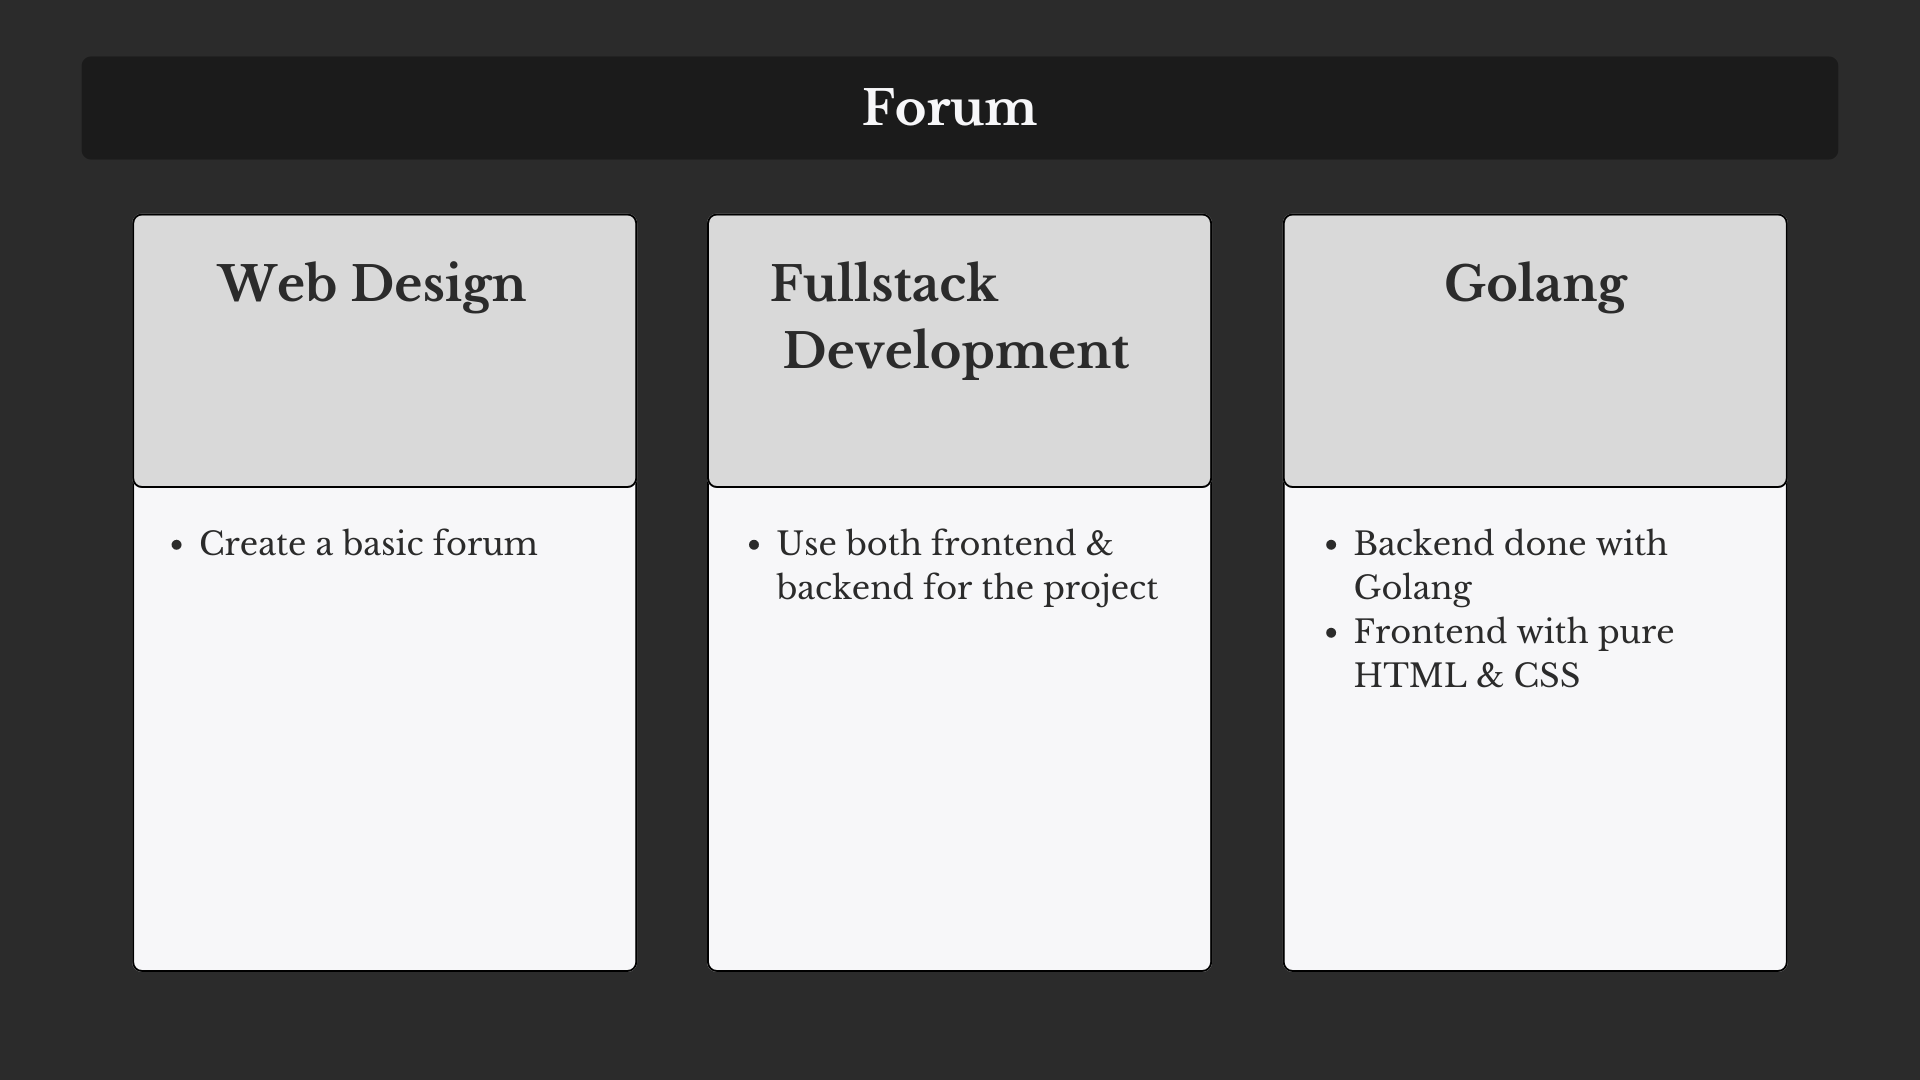 Forum
Web Design
Fullstack
Development
Golang
• Create a basic forum
• Use both frontend &
backend for the project
• Backend done with
Golang
• Frontend with pure
HTML & CSS